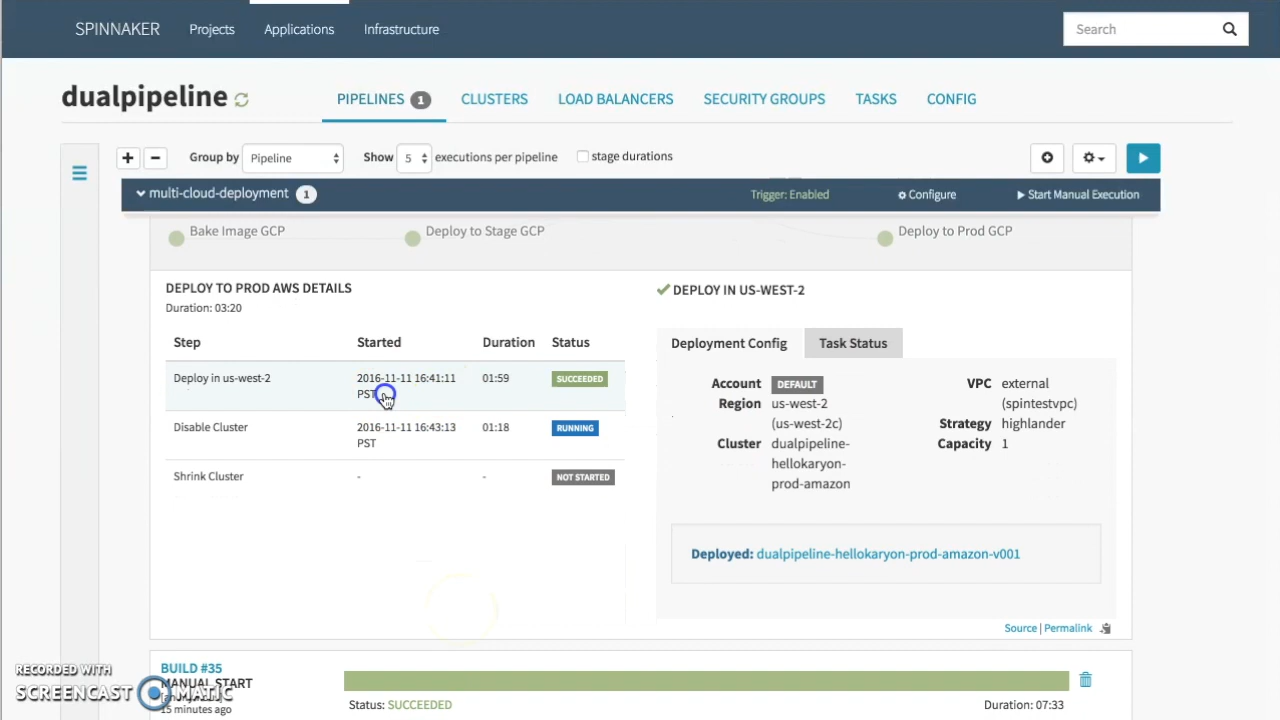 SPINNAKER Projects Applications Infrastructure Search
dualpipeline PIPELINES 1 CLUSTERS LOAD BALANCERS SECURITY GROUPS TASKS CONFIG
+ - Group by Pipeline Show 5 executions per pipeline stage durations
multi-cloud-deployment 1 Trigger: Enabled Configure Start Manual Execution
Bake Image GCP Deploy to Stage GCP Deploy to Prod GCP
DEPLOY TO PROD AWS DETAILS
Duration: 03:20
Step Started Duration Status
Deploy in us-west-2 2016-11-11 16:41:11 01:59 SUCCEEDED
PST
Disable Cluster 2016-11-11 16:43:13 01:18 RUNNING
PST
Shrink Cluster - - NOT STARTED
DEPLOY IN US-WEST-2
Deployment Config Task Status
Account DEFAULT
Region us-west-2
(us-west-2c)
Cluster dualpipeline-
hellokaryon-
prod-amazon
VPC external
(spintestvpc)
Strategy highlander
Capacity 1
Deployed: dualpipeline-hellokaryon-prod-amazon-v001
Source | Permalink
BUILD #35
MANUAL START
15 minutes ago
Status: SUCCEEDED Duration: 07:33
RECORDED WITH
SCREENCAST MATIC